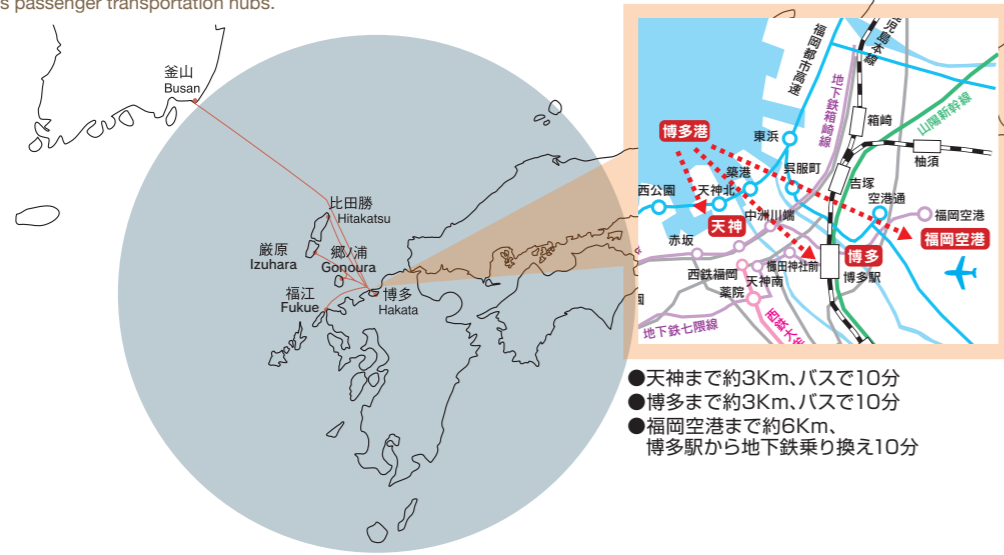 s passenger transportation hubs.
釜山
Busan
比田勝
Hitakatsu
厳原
Izuhara
郷ノ浦
Gonoura
福江
Fukue
博多
Hakata
児島本線
福岡都市高速
地下鉄箱崎線
箱崎
山陽新幹線
博多港
東浜
柚須
築港
呉服町
吉塚
西公園
天神北
空港通
中洲川端
福岡空港
天神
福岡空港
赤坂
博多
西鉄福岡
櫛田神社前
博多駅
天神南
薬院
園
地下鉄七隈線
西鉄大
●天神まで約3Km、バスで10分
●博多まで約3Km、バスで10分
●福岡空港まで約6Km、
博多駅から地下鉄乗り換え10分